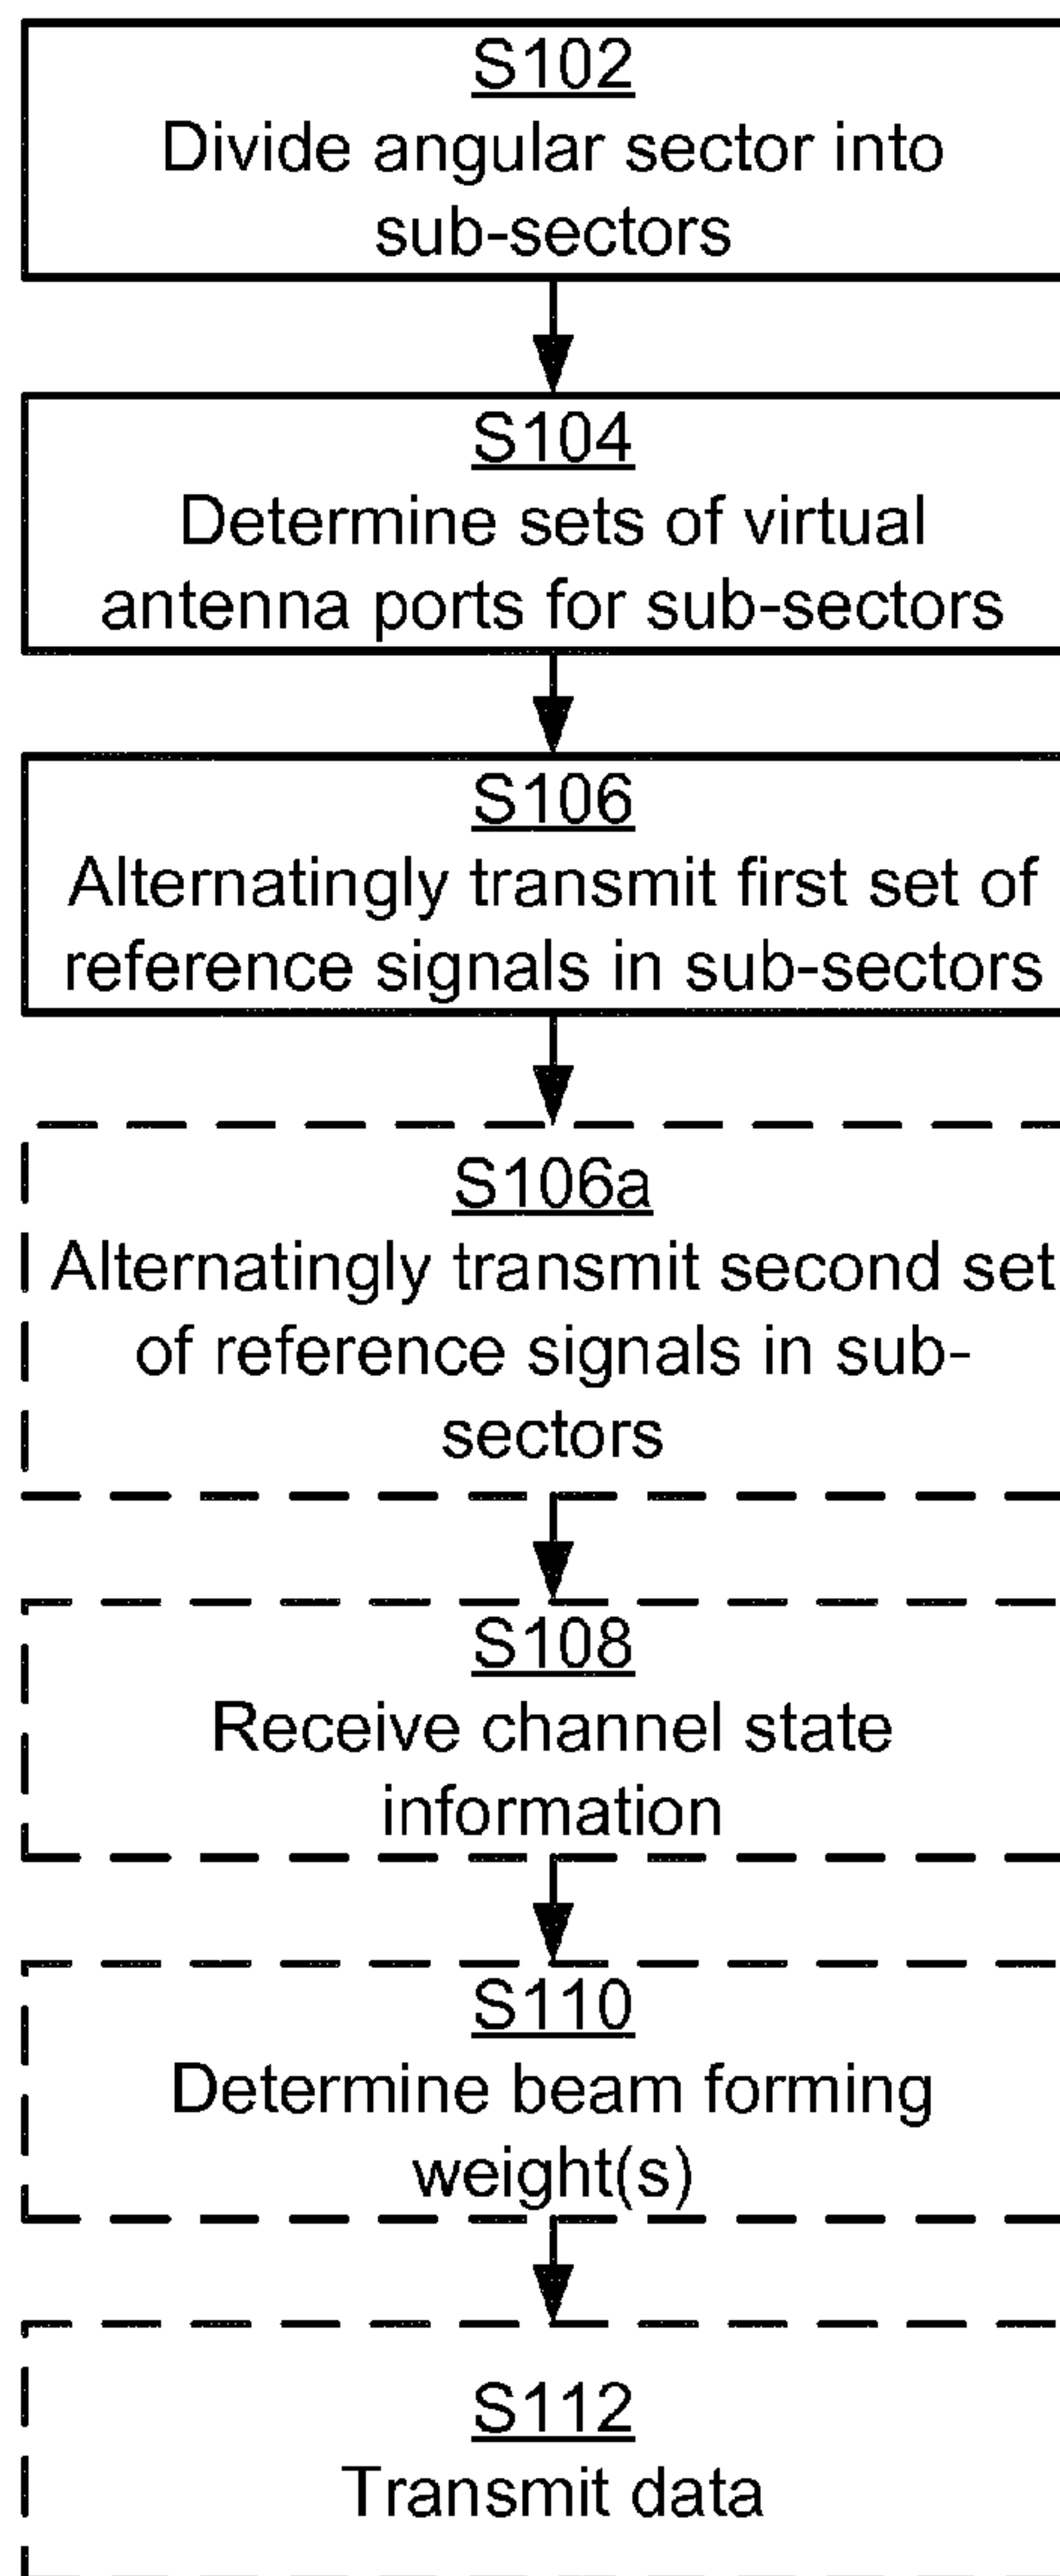 S102
Divide angular sector into
sub-sectors
S104
Determine sets of virtual
antenna ports for sub-sectors
S106
Alternatingly transmit first set of
reference signals in sub-sectors
S106a
Alternatingly transmit second set
of reference signals in sub-
sectors
S108
Receive channel state
information
S110
Determine beam forming
weight(s)
S112
Transmit data